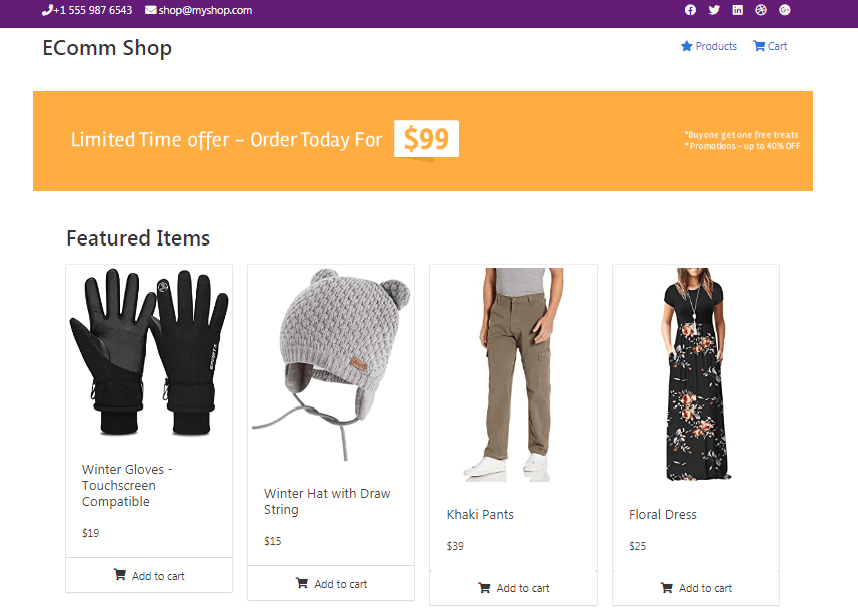 +1 555 987 6543 shop@myshop.com
EComm Shop
Products Cart
Limited Time offer – Order Today For $99
*Buy one get one free treats
* Promotions – up to 40% OFF
Featured Items
SPORTX
Winter Gloves -
Touchscreen
Compatible
$19
Add to cart
Winter Hat with Draw
String
$15
Add to cart
Khaki Pants
$39
Add to cart
Floral Dress
$25
Add to cart